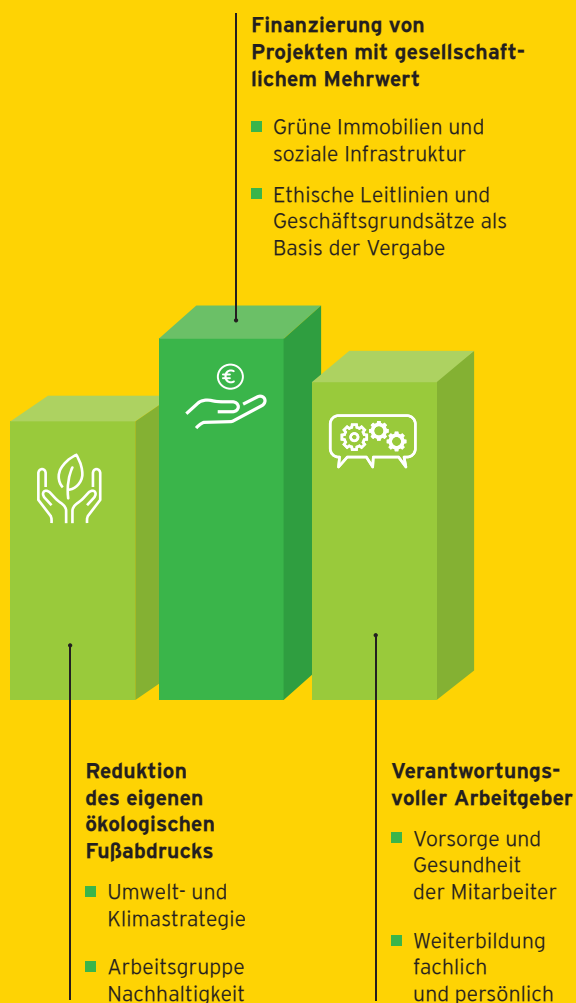 Finanzierung von
Projekten mit gesellschaft-
lichem Mehrwert
Grüne Immobilien und
soziale Infrastruktur
Ethische Leitlinien und
Geschäftsgrundsätze als
Basis der Vergabe
€
Reduktion
des eigenen
ökologischen
Fußabdrucks
Umwelt- und
Klimastrategie
Arbeitsgruppe
Nachhaltigkeit
Verantwortungs-
voller Arbeitgeber
Vorsorge und
Gesundheit
der Mitarbeiter
Weiterbildung
fachlich
und persönlich